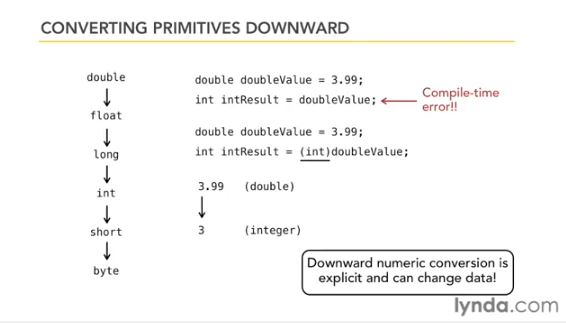 CONVERTING PRIMITIVES DOWNWARD
double
float
long
int
short
byte
double doubleValue = 3.99;
int intResult = doubleValue;
Compile-time
error!!
double doubleValue = 3.99;
int intResult = (int)doubleValue;
3.99 (double)
3 (integer)
Downward numeric conversion is
explicit and can change data!
lynda.com